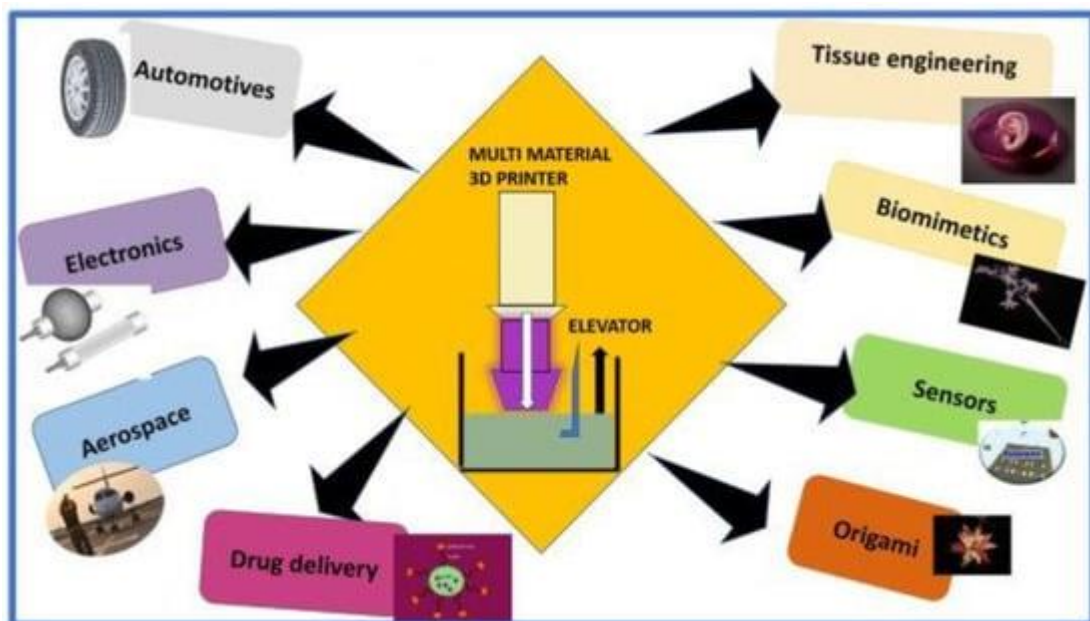 Automotives
Tissue engineering
MULTI MATERIAL
3D PRINTER
Electronics
Biomimetics
ELEVATOR
Aerospace
Sensors
Drug delivery
Origami